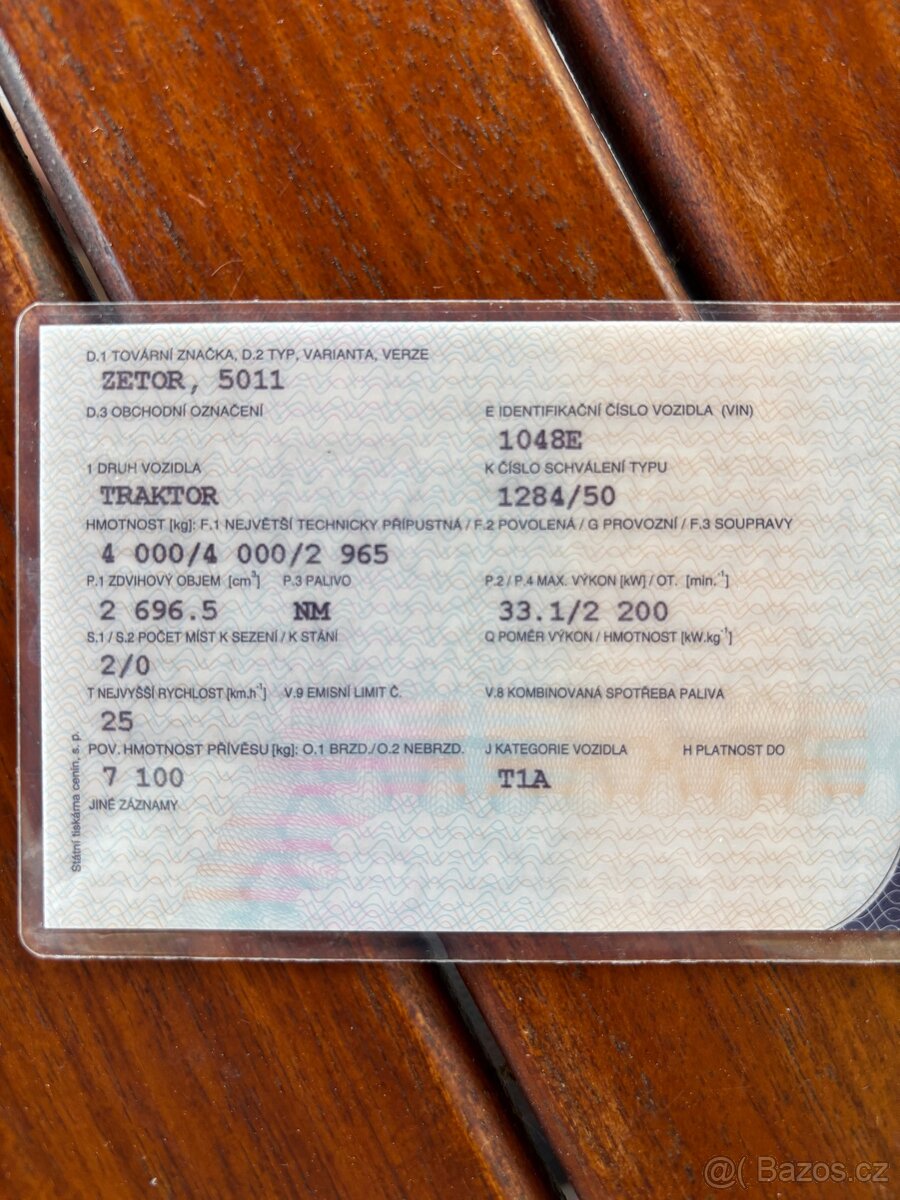 D.1 TOVÁRNÍ ZNAČKA, D.2 TYP, VARIANTA, VERZE
ZETOR, 5011
D.3 OBCHODNÍ OZNAČENÍ E IDENTIFIKAČNÍ ČÍSLO VOZIDLA (VIN)
1048E
1 DRUH VOZIDLA K ČÍSLO SCHVÁLENÍ TYPU
TRAKTOR 1284/50
HMOTNOST [kg]: F.1 NEJVĚTŠÍ TECHNICKY PŘÍPUSTNÁ / F.2 POVOLENÁ / G PROVOZNÍ / F.3 SOUPRAVY
4 000/4 000/2 965
P.1 ZDVIHOVÝ OBJEM [cm³] P.3 PALIVO P.2 / P.4 MAX. VÝKON [kW] / OT. [min.⁻¹]
2 696.5 NM 33.1/2 200
S.1 / S.2 POČET MÍST K SEZENÍ / K STÁNÍ Q POMĚR VÝKON / HMOTNOST [kW.kg⁻¹]
2/0
T NEJVYŠŠÍ RYCHLOST [km.h⁻¹] V.9 EMISNÍ LIMIT Č. V.8 KOMBINOVANÁ SPOTŘEBA PALIVA
25
POV. HMOTNOST PŘÍVĚSU [kg]: O.1 BRZD./O.2 NEBRZD. J KATEGORIE VOZIDLA H PLATNOST DO
7 100 T1A
JINÉ ZÁZNAMY
Státní tiskárna cenin, s. p.
@( Bazos.cz